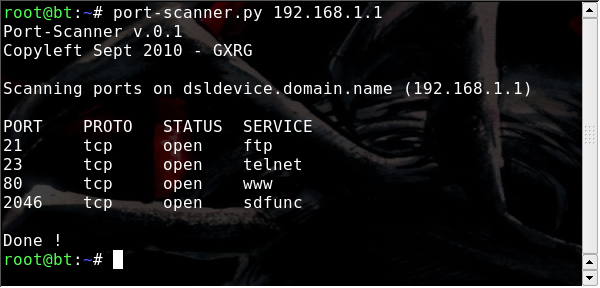 root@bt:~# port-scanner.py 192.168.1.1
Port-Scanner v.0.1
Copyleft Sept 2010 - GXRG
Scanning ports on dsldevice.domain.name (192.168.1.1)
PORT PROTO STATUS SERVICE
21 tcp open ftp
23 tcp open telnet
80 tcp open www
2046 tcp open sdfunc
Done !
root@bt:~#